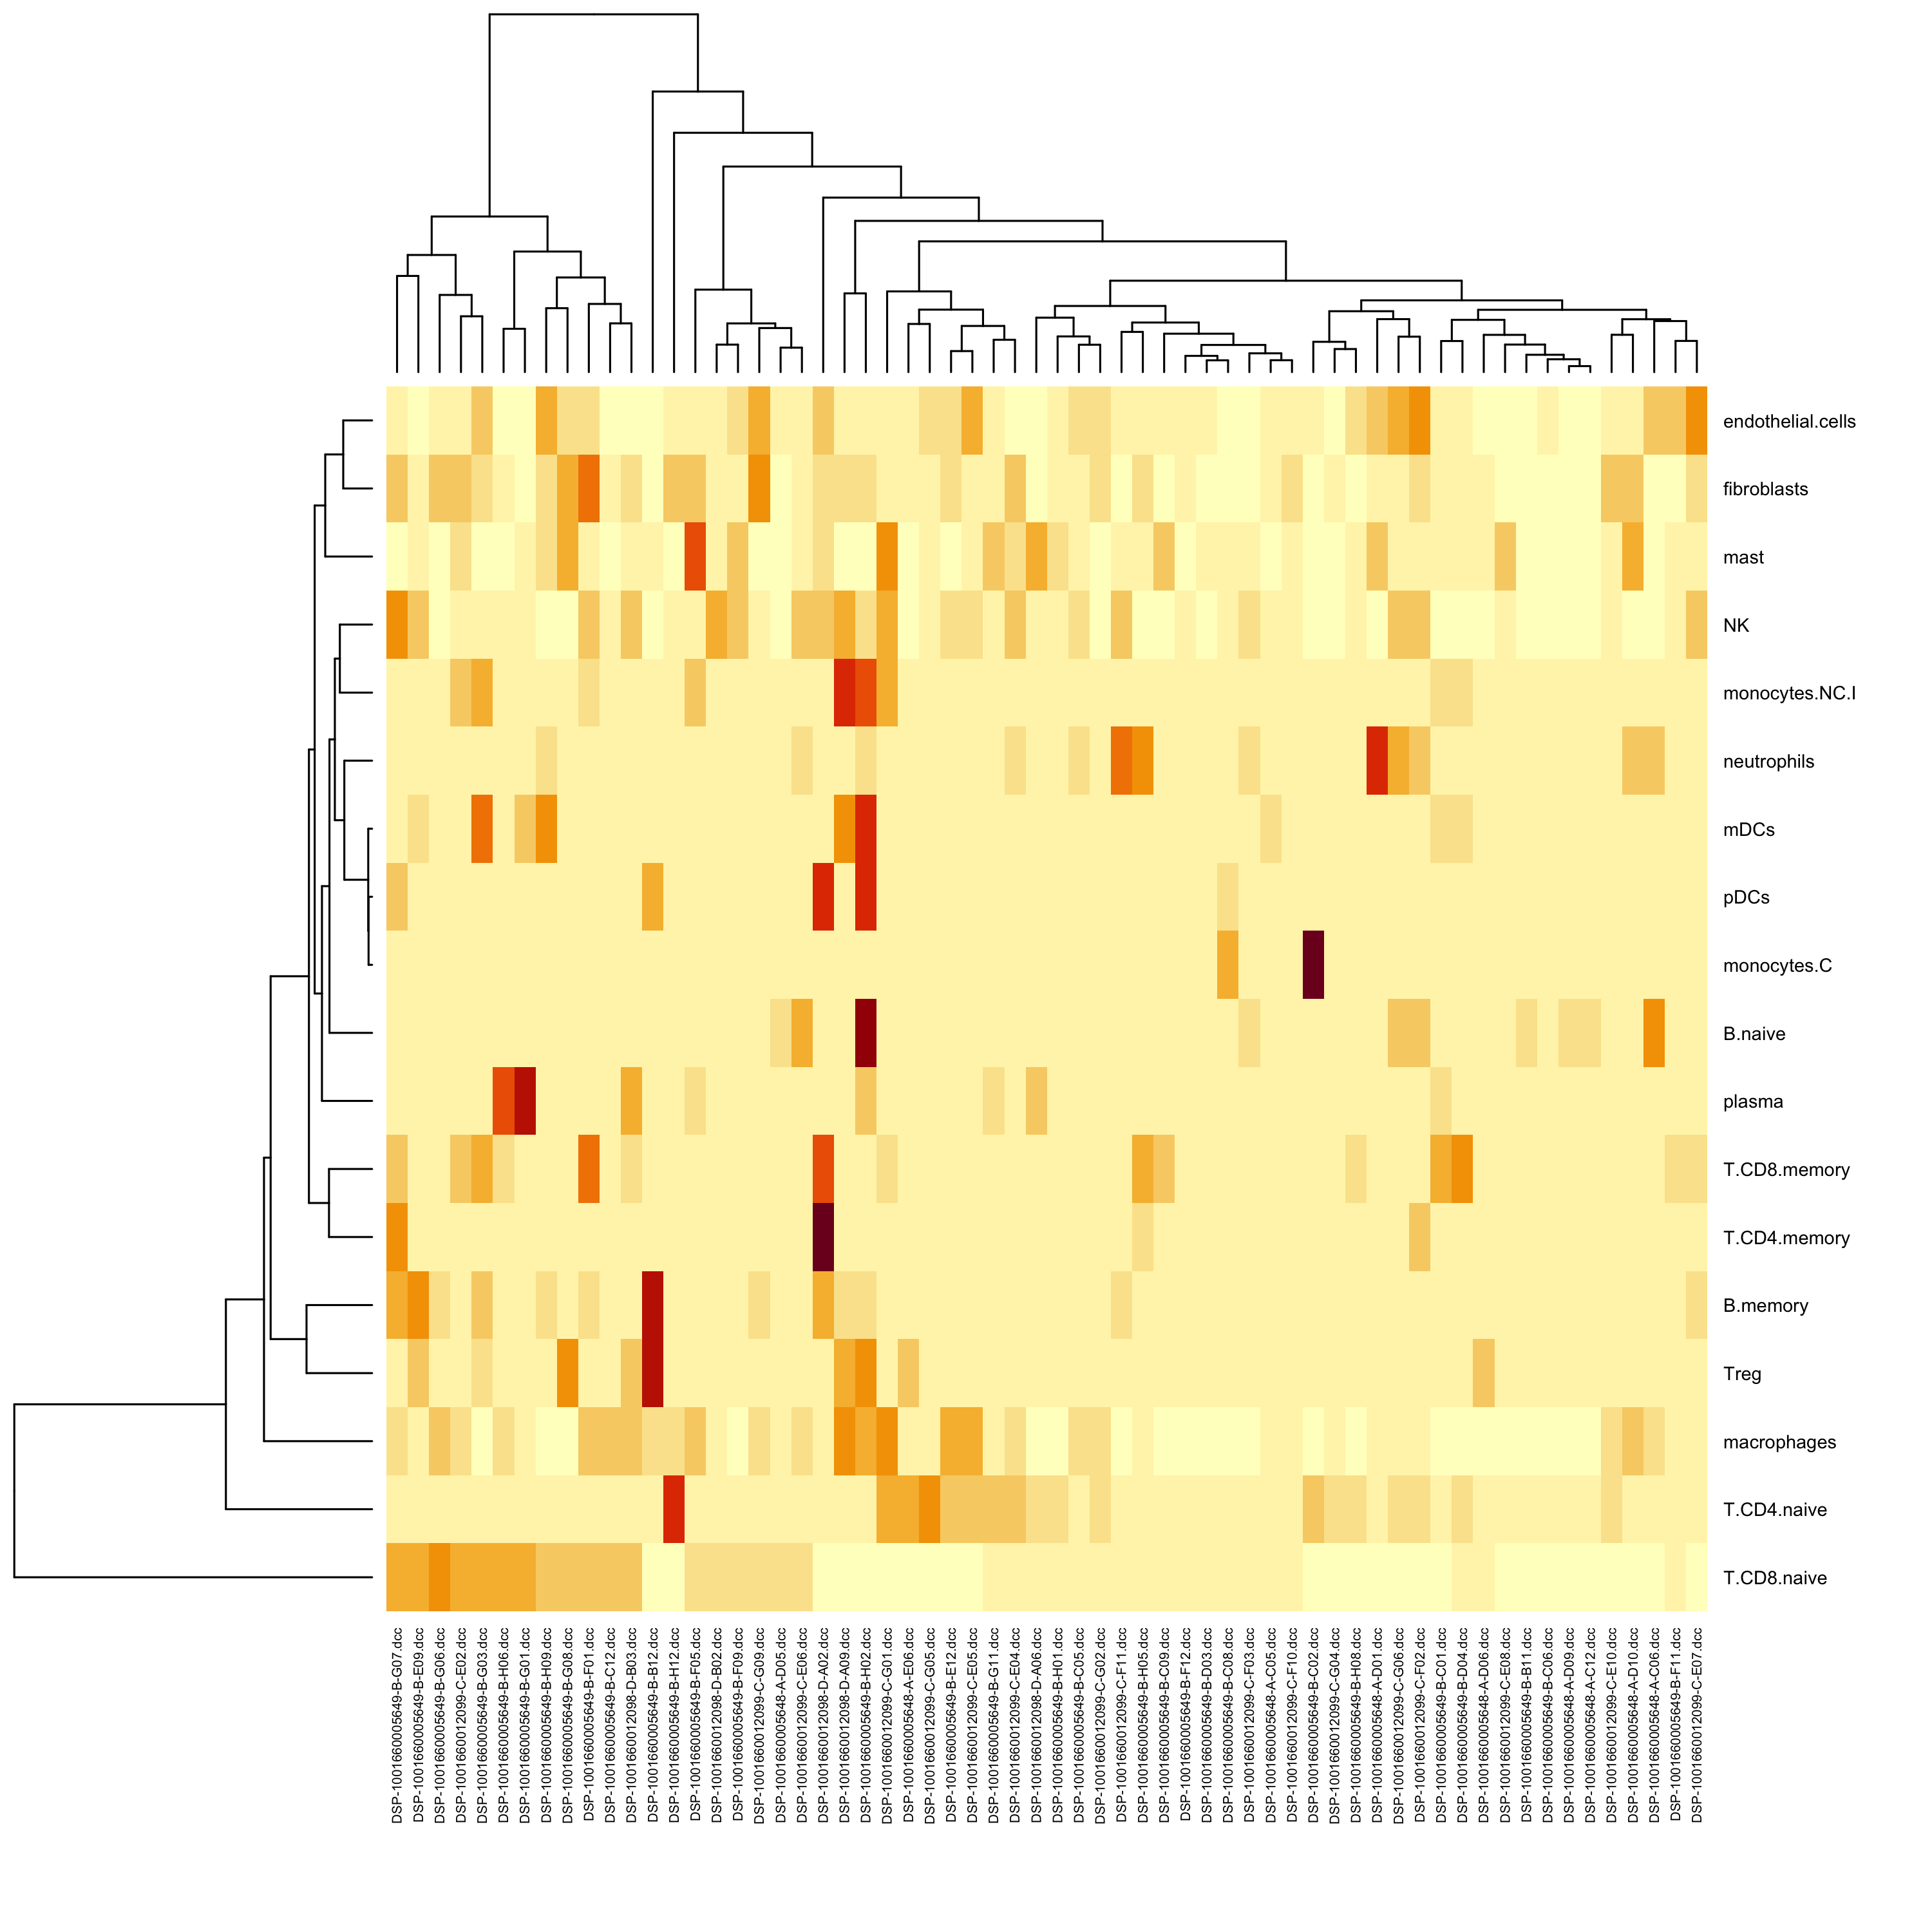 endothelial.cells
fibroblasts
mast
NK
monocytes.NC.I
neutrophils
mDCs
pDCs
monocytes.C
B.naive
plasma
T.CD8.memory
T.CD4.memory
B.memory
Treg
macrophages
T.CD4.naive
T.CD8.naive
DSP-1001660005649-B-G07.dcc
DSP-1001660005649-B-E09.dcc
DSP-1001660005649-B-G06.dcc
DSP-1001660012099-C-E02.dcc
DSP-1001660005649-B-G03.dcc
DSP-1001660005649-B-H06.dcc
DSP-1001660005649-B-G01.dcc
DSP-1001660005649-B-H09.dcc
DSP-1001660005649-B-G08.dcc
DSP-1001660005649-B-F01.dcc
DSP-1001660005649-B-C12.dcc
DSP-1001660012098-D-B03.dcc
DSP-1001660005649-B-B12.dcc
DSP-1001660005649-B-H12.dcc
DSP-1001660005649-B-F05.dcc
DSP-1001660012098-D-B02.dcc
DSP-1001660005649-B-F09.dcc
DSP-1001660012099-C-G09.dcc
DSP-1001660005648-A-D05.dcc
DSP-1001660012099-C-E06.dcc
DSP-1001660012098-D-A02.dcc
DSP-1001660012098-D-A09.dcc
DSP-1001660005649-B-H02.dcc
DSP-1001660012099-C-G01.dcc
DSP-1001660005648-A-E06.dcc
DSP-1001660012099-C-G05.dcc
DSP-1001660005649-B-E12.dcc
DSP-1001660012099-C-E05.dcc
DSP-1001660005649-B-G11.dcc
DSP-1001660012099-C-E04.dcc
DSP-1001660012098-D-A06.dcc
DSP-1001660005649-B-H01.dcc
DSP-1001660005649-B-C05.dcc
DSP-1001660012099-C-G02.dcc
DSP-1001660012099-C-F11.dcc
DSP-1001660005649-B-H05.dcc
DSP-1001660005649-B-C09.dcc
DSP-1001660005649-B-F12.dcc
DSP-1001660005649-B-D03.dcc
DSP-1001660005649-B-C08.dcc
DSP-1001660012099-C-F03.dcc
DSP-1001660005648-A-C05.dcc
DSP-1001660012099-C-F10.dcc
DSP-1001660005649-B-C02.dcc
DSP-1001660012099-C-G04.dcc
DSP-1001660005649-B-H08.dcc
DSP-1001660005648-A-D01.dcc
DSP-1001660012099-C-G06.dcc
DSP-1001660012099-C-F02.dcc
DSP-1001660005649-B-C01.dcc
DSP-1001660005649-B-D04.dcc
DSP-1001660005648-A-D06.dcc
DSP-1001660012099-C-E08.dcc
DSP-1001660005649-B-B11.dcc
DSP-1001660005649-B-C06.dcc
DSP-1001660005648-A-D09.dcc
DSP-1001660005648-A-C12.dcc
DSP-1001660012099-C-E10.dcc
DSP-1001660005648-A-D10.dcc
DSP-1001660005648-A-C06.dcc
DSP-1001660005649-B-F11.dcc
DSP-1001660012099-C-E07.dcc